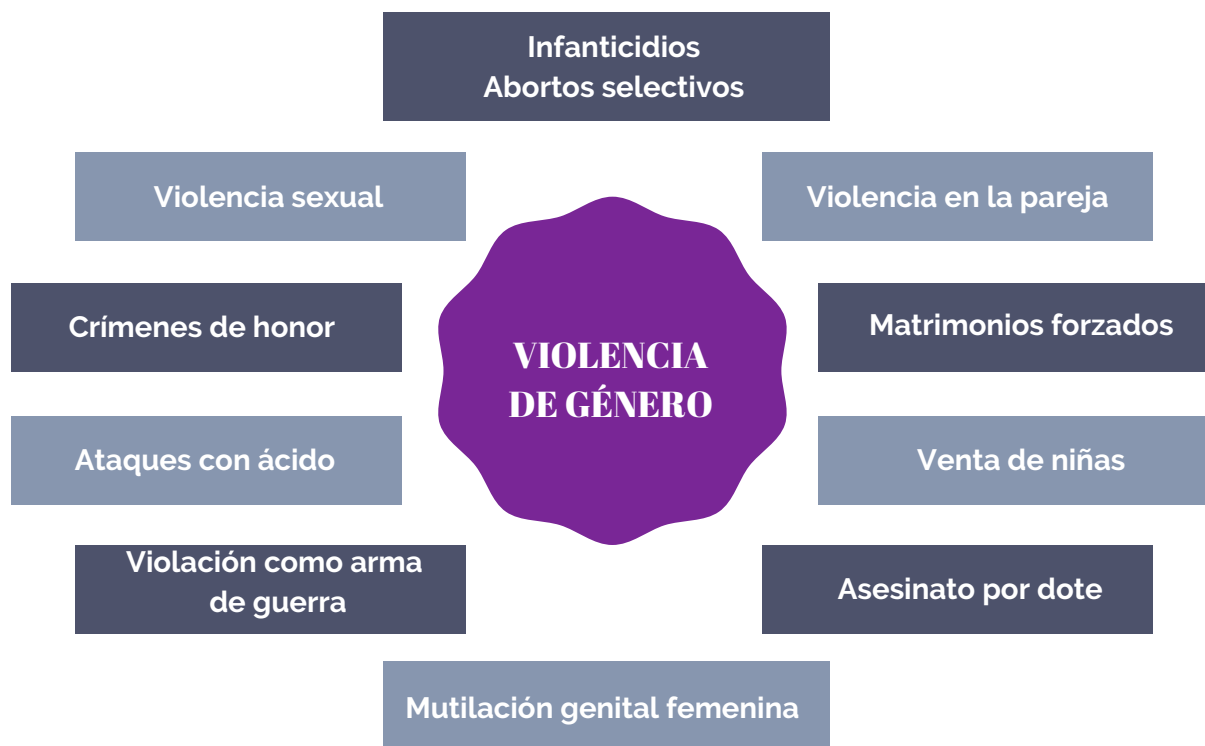 Infanticidios
Abortos selectivos
Violencia sexual
Violencia en la pareja
Crímenes de honor
Matrimonios forzados
VIOLENCIA
DE GÉNERO
Ataques con ácido
Venta de niñas
Violación como arma
de guerra
Asesinato por dote
Mutilación genital femenina